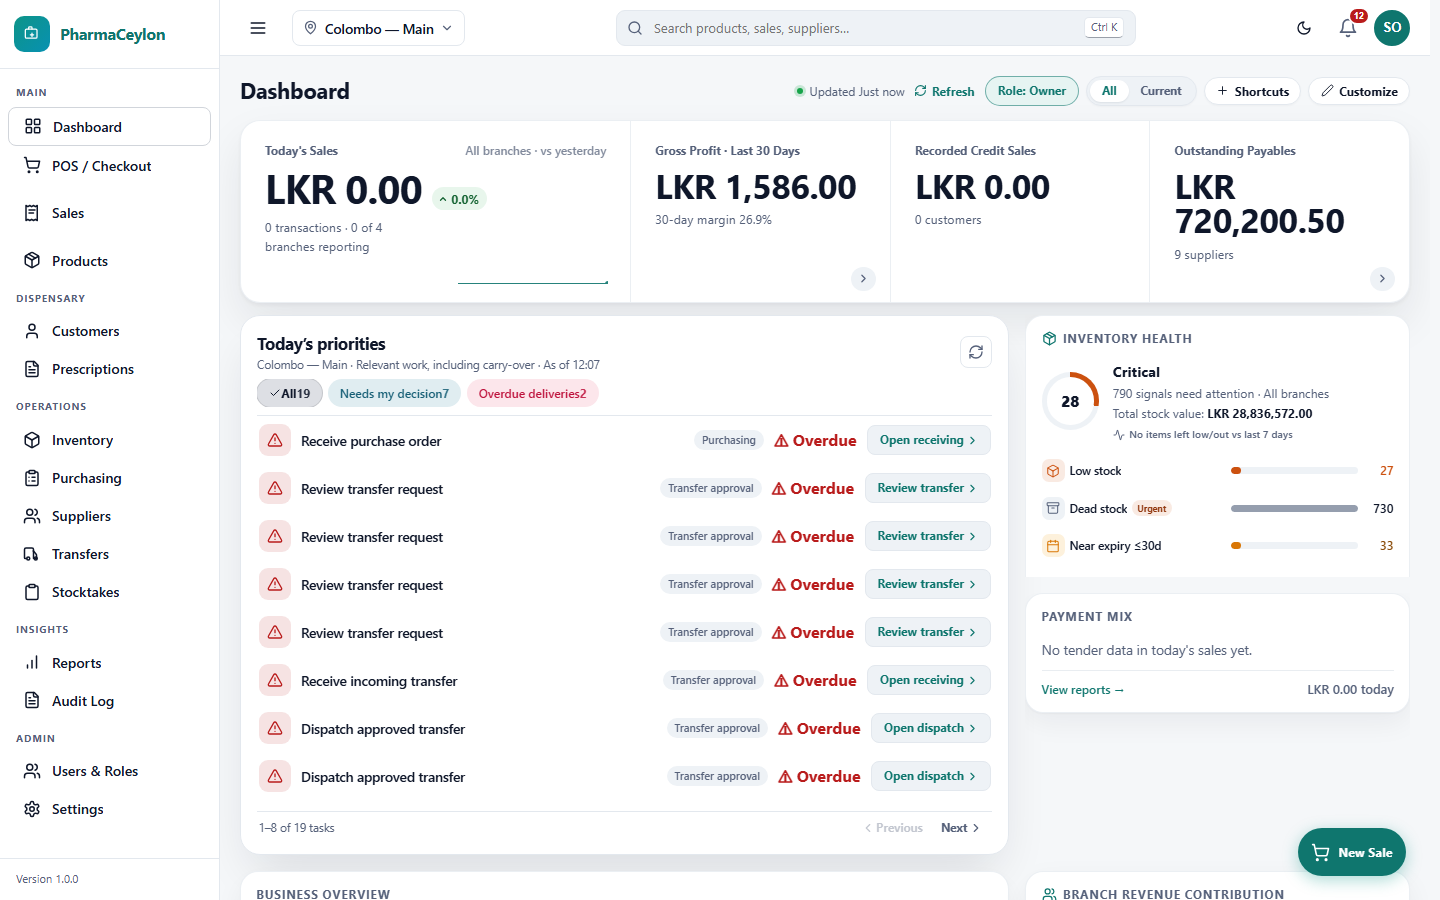 PharmaCeylon
Colombo — Main
Search products, sales, suppliers...
Ctrl K
12
SO
MAIN
Dashboard
POS / Checkout
Sales
Products
DISPENSARY
Customers
Prescriptions
OPERATIONS
Inventory
Purchasing
Suppliers
Transfers
Stocktakes
INSIGHTS
Reports
Audit Log
ADMIN
Users & Roles
Settings
Version 1.0.0
Dashboard
Updated Just now
Refresh
Role: Owner
All
Current
Shortcuts
Customize
Today's Sales
All branches · vs yesterday
LKR 0.00
0.0%
0 transactions · 0 of 4
branches reporting
Gross Profit · Last 30 Days
LKR 1,586.00
30-day margin 26.9%
Recorded Credit Sales
LKR 0.00
0 customers
Outstanding Payables
LKR
720,200.50
9 suppliers
Today’s priorities
Colombo — Main · Relevant work, including carry-over · As of 12:07
All19
Needs my decision7
Overdue deliveries2
Receive purchase order Purchasing Overdue Open receiving
Review transfer request Transfer approval Overdue Review transfer
Review transfer request Transfer approval Overdue Review transfer
Review transfer request Transfer approval Overdue Review transfer
Review transfer request Transfer approval Overdue Review transfer
Receive incoming transfer Transfer approval Overdue Open receiving
Dispatch approved transfer Transfer approval Overdue Open dispatch
Dispatch approved transfer Transfer approval Overdue Open dispatch
1–8 of 19 tasks
Previous
Next
INVENTORY HEALTH
28
Critical
790 signals need attention · All branches
Total stock value: LKR 28,836,572.00
No items left low/out vs last 7 days
Low stock 27
Dead stock Urgent 730
Near expiry ≤30d 33
PAYMENT MIX
No tender data in today's sales yet.
View reports →
LKR 0.00 today
New Sale
BUSINESS OVERVIEW
BRANCH REVENUE CONTRIBUTION